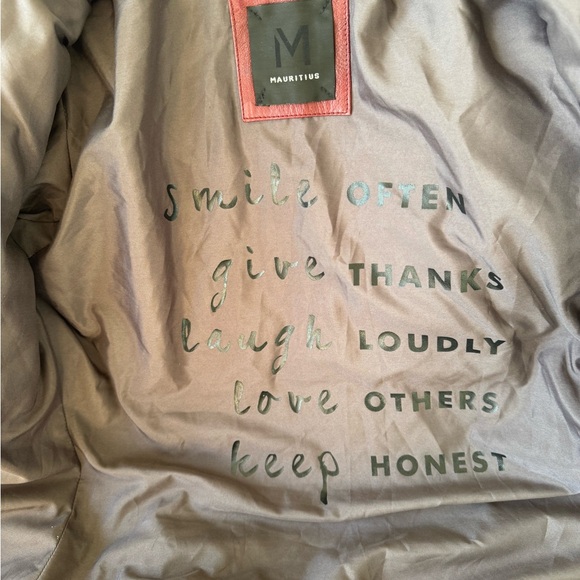 M
MAURITIUS
smile OFTEN
give THANKS
laugh LOUDLY
love OTHERS
keep HONEST